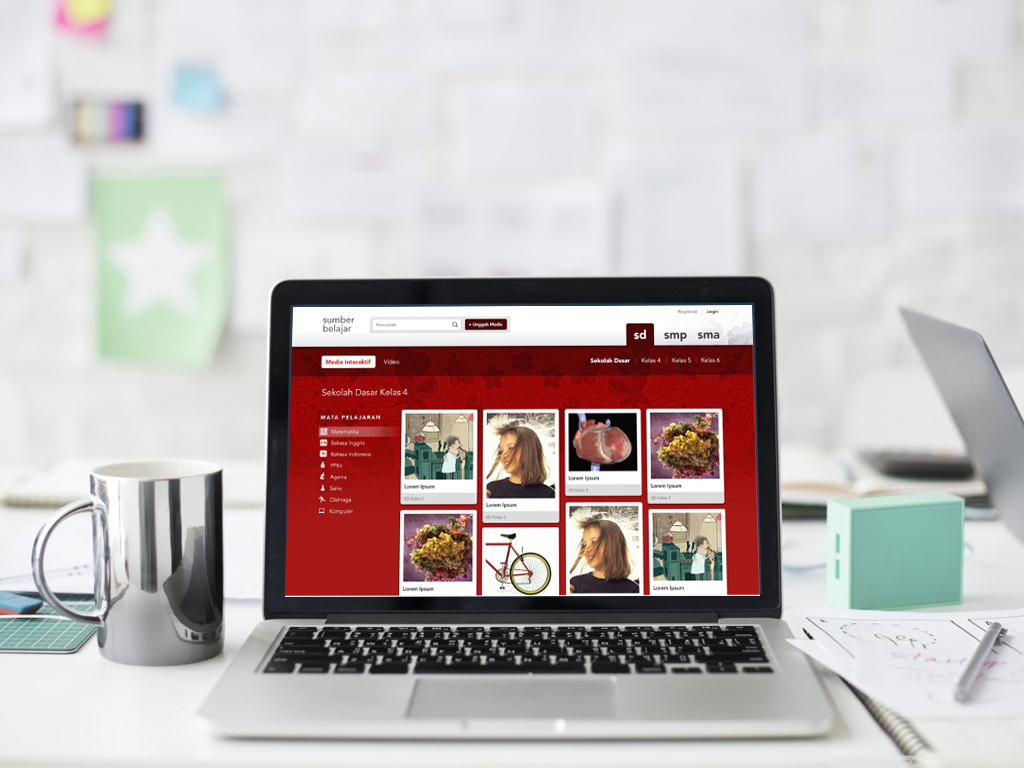 sumber
belajar
Pencarian
+ Unggah Media
Registrasi
Login
sd
smp
sma
Media Interaktif
Video
Sekolah Dasar
Kelas 4
Kelas 5
Kelas 6
Sekolah Dasar Kelas 4
MATA PELAJARAN
Matematika
Bahasa Inggris
Bahasa Indonesia
PPKn
Agama
Sains
Olahraga
Komputer
Lorem Ipsum
SD Kelas 5
Lorem Ipsum
SD Kelas 5
Lorem Ipsum
SD Kelas 5
Lorem Ipsum
SD Kelas 5
Lorem Ipsum
Lorem Ipsum